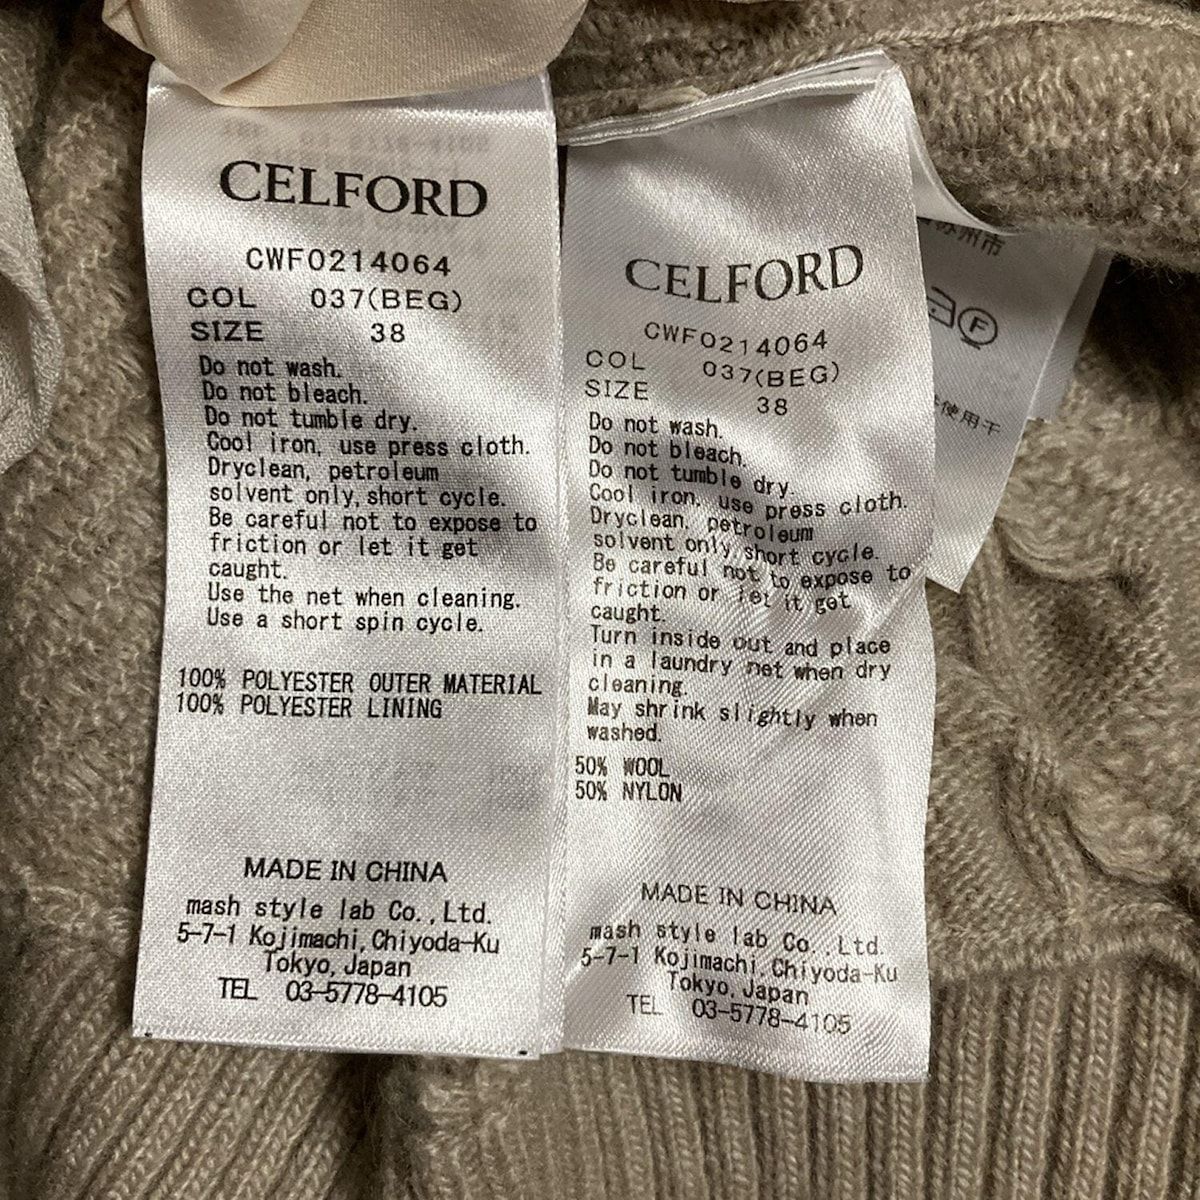 CELFORD
CWFO214064
COL 037(BEG)
SIZE 38
Do not wash.
Do not bleach.
Do not tumble dry.
Cool iron, use press cloth.
Dryclean, petroleum
solvent only, short cycle.
Be careful not to expose to
friction or let it get
caught.
Use the net when cleaning.
Use a short spin cycle.
100% POLYESTER OUTER MATERIAL
100% POLYESTER LINING
MADE IN CHINA
mash style lab Co.,Ltd.
5-7-1 Kojimachi, Chiyoda-Ku
Tokyo, Japan
TEL 03-5778-4105
CELFORD
CWFO214064
COL 037(BEG)
SIZE 38
Do not wash.
Do not bleach.
Do not tumble dry.
Cool iron, use press cloth.
Dryclean, petroleum
solvent only, short cycle.
Be careful not to expose to
friction or let it get
caught.
Turn inside out and place
in a laundry net when dry
cleaning.
May shrink slightly when
washed.
50% WOOL
50% NYLON
MADE IN CHINA
mash style lab Co.,Ltd.
5-7-1 Kojimachi, Chiyoda-Ku
Tokyo, Japan
TEL 03-5778-4105
苏州市
F
使用干